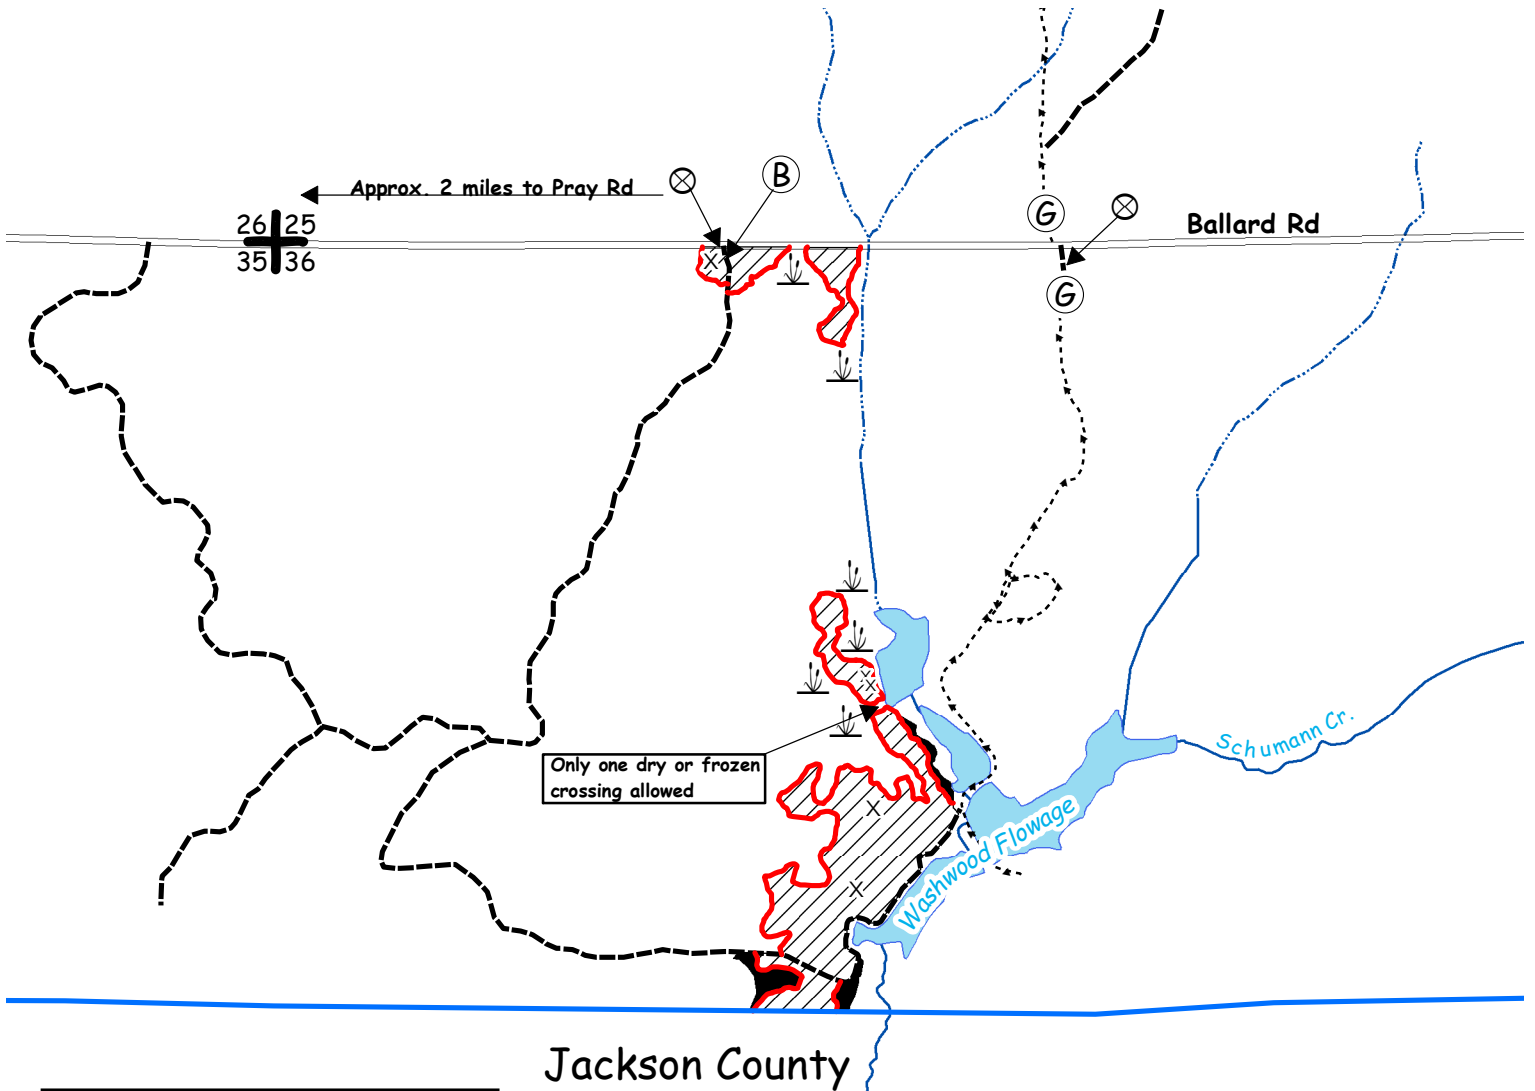 Approx. 2 miles to Pray Rd
B
G
Ballard Rd
26 25
35 36
X
G
X
X
Only one dry or frozen
crossing allowed
Schumann Cr.
X
Washwood Flowage
X
Jackson County